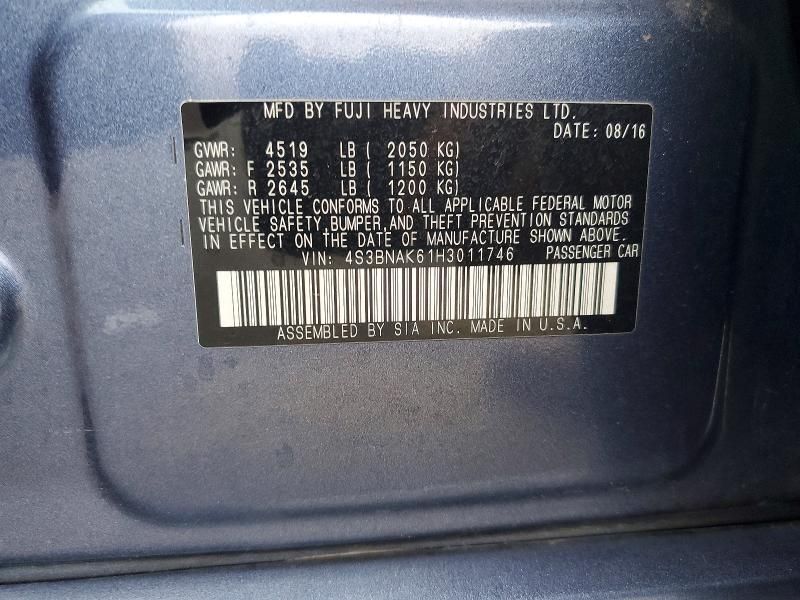 MFD BY FUJI HEAVY INDUSTRIES LTD.
DATE: 08/16
GVWR: 4519 LB ( 2050 KG)
GAWR: F 2535 LB ( 1150 KG)
GAWR: R 2645 LB ( 1200 KG)
THIS VEHICLE CONFORMS TO ALL APPLICABLE FEDERAL MOTOR
VEHICLE SAFETY,BUMPER,AND THEFT PREVENTION STANDARDS
IN EFFECT ON THE DATE OF MANUFACTURE SHOWN ABOVE.
VIN: 4S3BNAK61H3011746 PASSENGER CAR
ASSEMBLED BY SIA INC. MADE IN U.S.A.